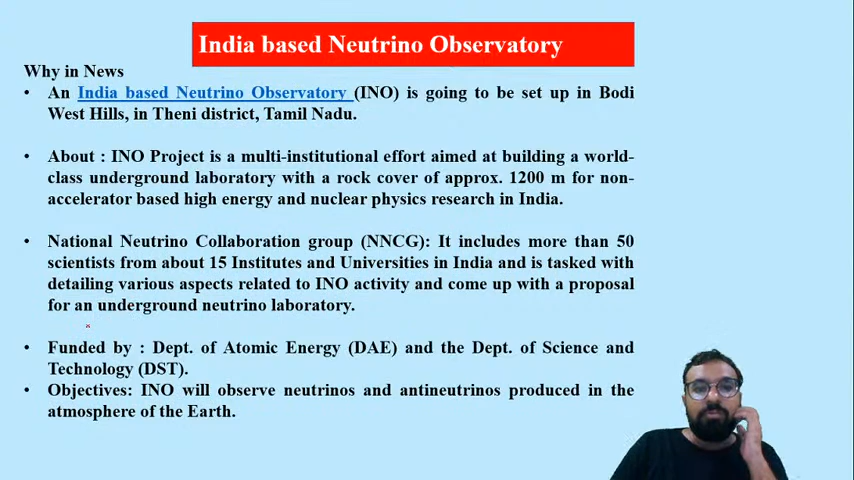 India based Neutrino Observatory
Why in News
• An India based Neutrino Observatory (INO) is going to be set up in Bodi
West Hills, in Theni district, Tamil Nadu.
• About : INO Project is a multi-institutional effort aimed at building a world-
class underground laboratory with a rock cover of approx. 1200 m for non-
accelerator based high energy and nuclear physics research in India.
• National Neutrino Collaboration group (NNCG): It includes more than 50
scientists from about 15 Institutes and Universities in India and is tasked with
detailing various aspects related to INO activity and come up with a proposal
for an underground neutrino laboratory.
• Funded by : Dept. of Atomic Energy (DAE) and the Dept. of Science and
Technology (DST).
• Objectives: INO will observe neutrinos and antineutrinos produced in the
atmosphere of the Earth.